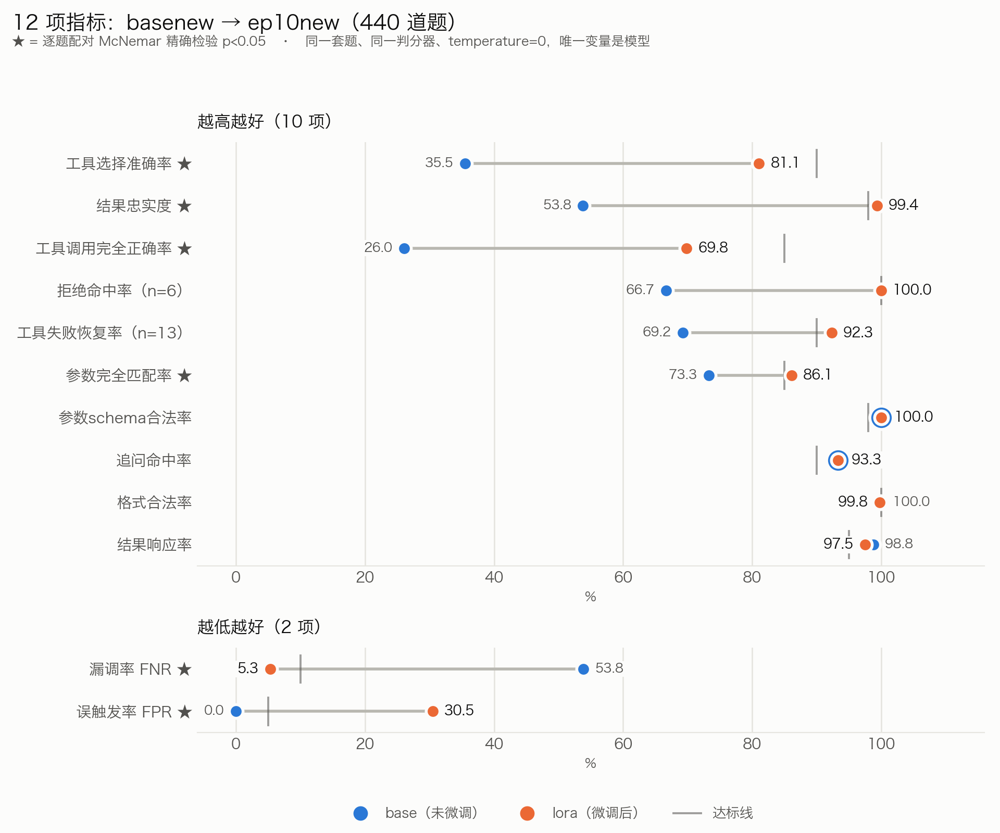 12 项指标：basenew → ep10new（440 道题）
★ = 逐题配对 McNemar 精确检验 p<0.05 · 同一套题、同一判分器、temperature=0，唯一变量是模型
越高越好（10 项）
工具选择准确率 ★ 35.5 81.1
结果忠实度 ★ 53.8 99.4
工具调用完全正确率 ★ 26.0 69.8
拒绝命中率（n=6） 66.7 100.0
工具失败恢复率（n=13） 69.2 92.3
参数完全匹配率 ★ 73.3 86.1
参数schema合法率 100.0
追问命中率 93.3
格式合法率 99.8 100.0
结果响应率 97.5 98.8
0 20 40 60 80 100
%
越低越好（2 项）
漏调率 FNR ★ 5.3 53.8
误触发率 FPR ★ 0.0 30.5
0 20 40 60 80 100
%
base（未微调） lora（微调后） 达标线